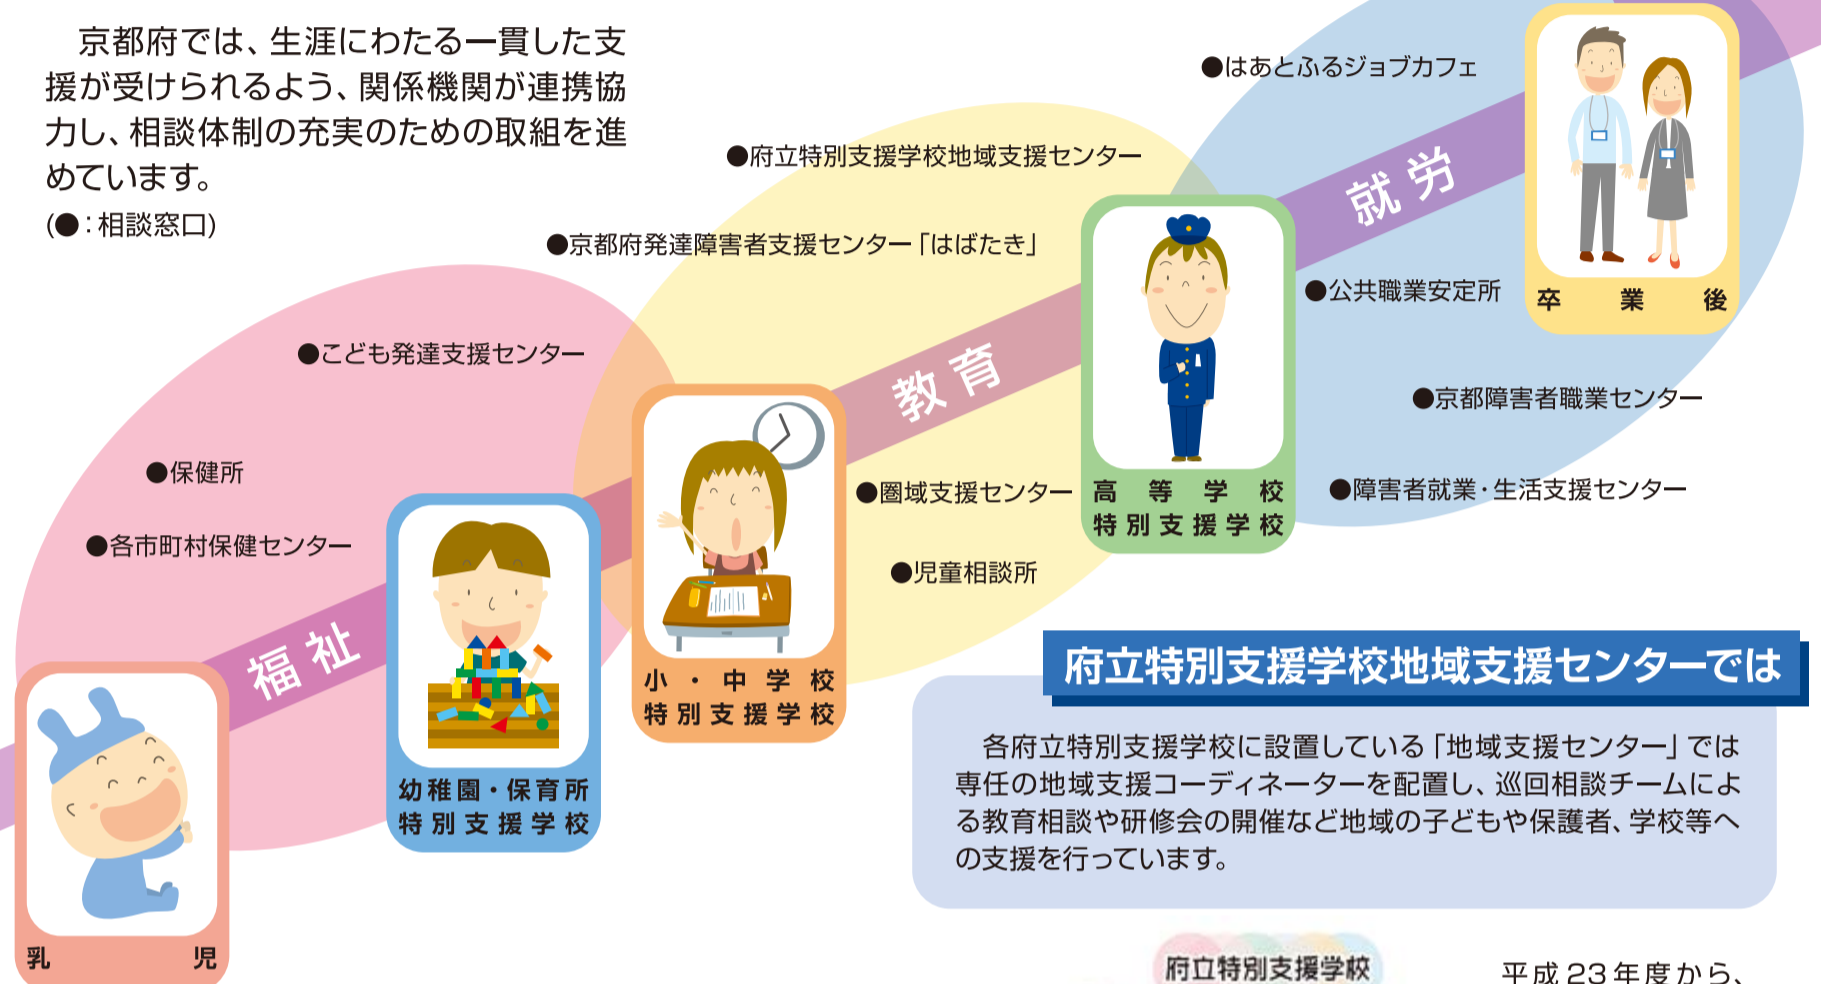 京都府では、生涯にわたる一貫した支
援が受けられるよう、関係機関が連携協
力し、相談体制の充実のための取組を進
めています。
(●：相談窓口)
●はあとふるジョブカフェ
●府立特別支援学校地域支援センター
就労
●京都府発達障害者支援センター「はばたき」
●公共職業安定所
卒業後
●こども発達支援センター
教育
●京都障害者職業センター
●保健所
●圏域支援センター
高等学校
特別支援学校
●障害者就業・生活支援センター
●各市町村保健センター
●児童相談所
福祉
小・中学校
特別支援学校
幼稚園・保育所
特別支援学校
乳児
府立特別支援学校地域支援センターでは
各府立特別支援学校に設置している「地域支援センター」では
専任の地域支援コーディネーターを配置し、巡回相談チームによ
る教育相談や研修会の開催など地域の子どもや保護者、学校等へ
の支援を行っています。
府立特別支援学校
平成23年度から、